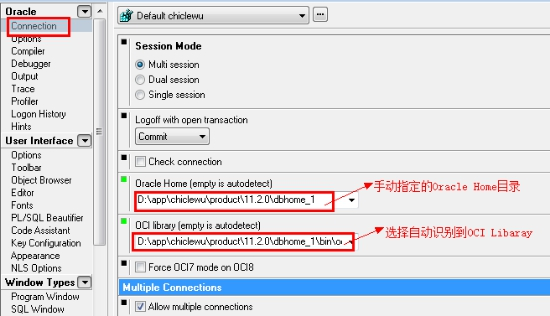 Oracle
Connection
Options
Compiler
Debugger
Output
Trace
Profiler
Logon History
Hints
User Interface
Options
Toolbar
Object Browser
Editor
Fonts
PL/SQL Beautifier
Code Assistant
Key Configuration
Appearance
NLS Options
Window Types
Program Window
SQL Window
Default chiclewu
...
Session Mode
Multi session
Dual session
Single session
Logoff with open transaction
Commit
Check connection
Oracle Home (empty is autodetect)
D:\app\chiclewu\product\11.2.0\dbhome_1
手动指定的Oracle Home目录
OCI library (empty is autodetect)
D:\app\chiclewu\product\11.2.0\dbhome_1\bin\oc
选择自动识别到OCI Libaray
Force OCI7 mode on OCI8
Multiple Connections
Allow multiple connections